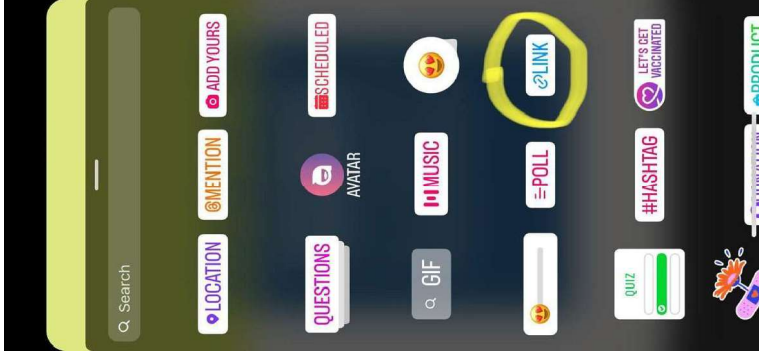 Search
LOCATION
@MENTION
ADD YOURS
QUESTIONS
AVATAR
SCHEDULED
GIF
MUSIC
POLL
LINK
QUIZ
#HASHTAG
LET'S GET
VACCINATED
PRODUCT